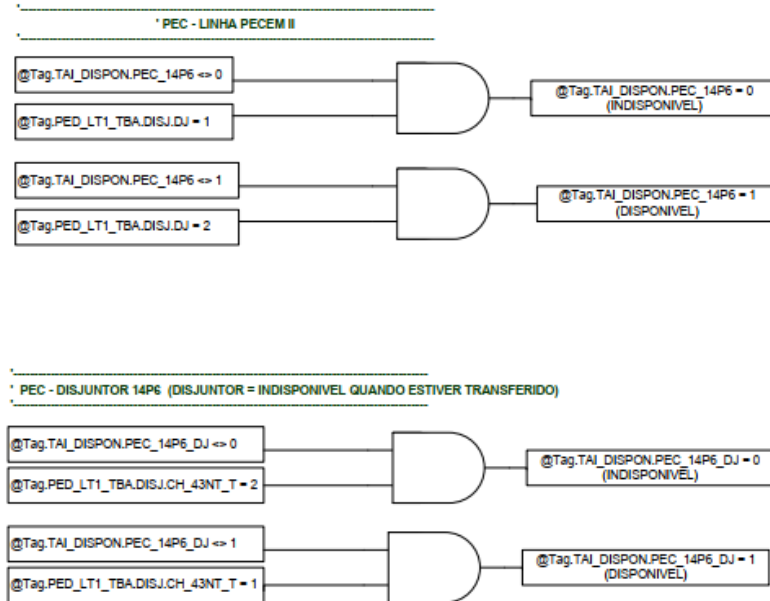 ' PEC - LINHA PECEM II
@Tag.TAI_DISPON.PEC_14P6 <> 0
@Tag.PED_LT1_TBA.DISJ.DJ = 1
@Tag.TAI_DISPON.PEC_14P6 = 0
(INDISPONIVEL)
@Tag.TAI_DISPON.PEC_14P6 <> 1
@Tag.PED_LT1_TBA.DISJ.DJ = 2
@Tag.TAI_DISPON.PEC_14P6 = 1
(DISPONIVEL)
' PEC - DISJUNTOR 14P6 (DISJUNTOR = INDISPONIVEL QUANDO ESTIVER TRANSFERIDO)
@Tag.TAI_DISPON.PEC_14P6_DJ <> 0
@Tag.PED_LT1_TBA.DISJ.CH_43NT_T = 2
@Tag.TAI_DISPON.PEC_14P6_DJ = 0
(INDISPONIVEL)
@Tag.TAI_DISPON.PEC_14P6_DJ <> 1
@Tag.PED_LT1_TBA.DISJ.CH_43NT_T = 1
@Tag.TAI_DISPON.PEC_14P6_DJ = 1
(DISPONIVEL)